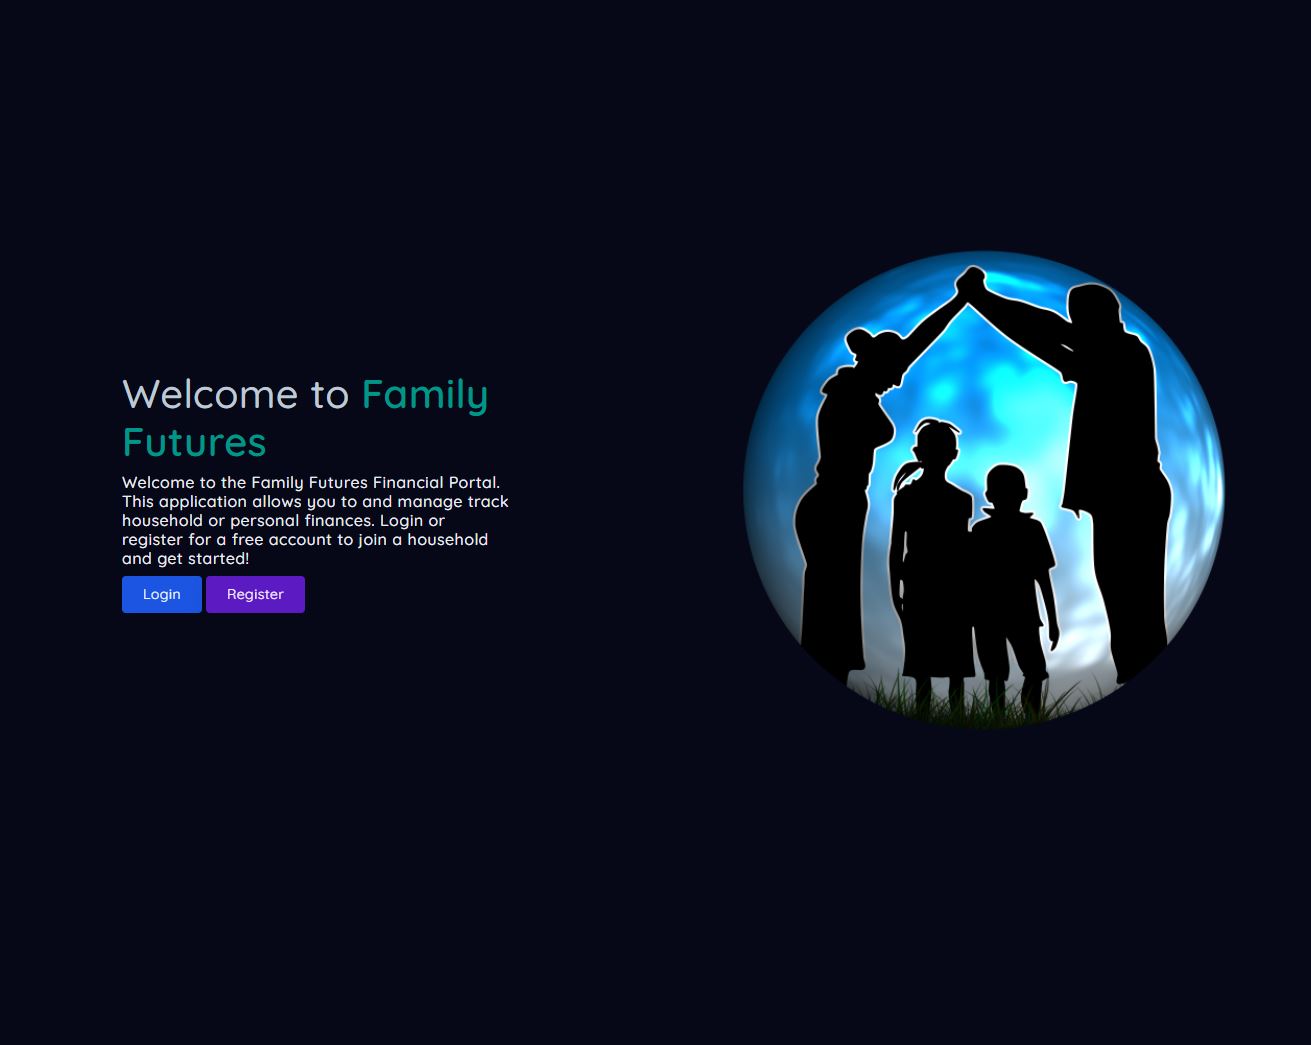 Welcome to Family
Futures
Welcome to the Family Futures Financial Portal.
This application allows you to and manage track
household or personal finances. Login or
register for a free account to join a household
and get started!
Login Register